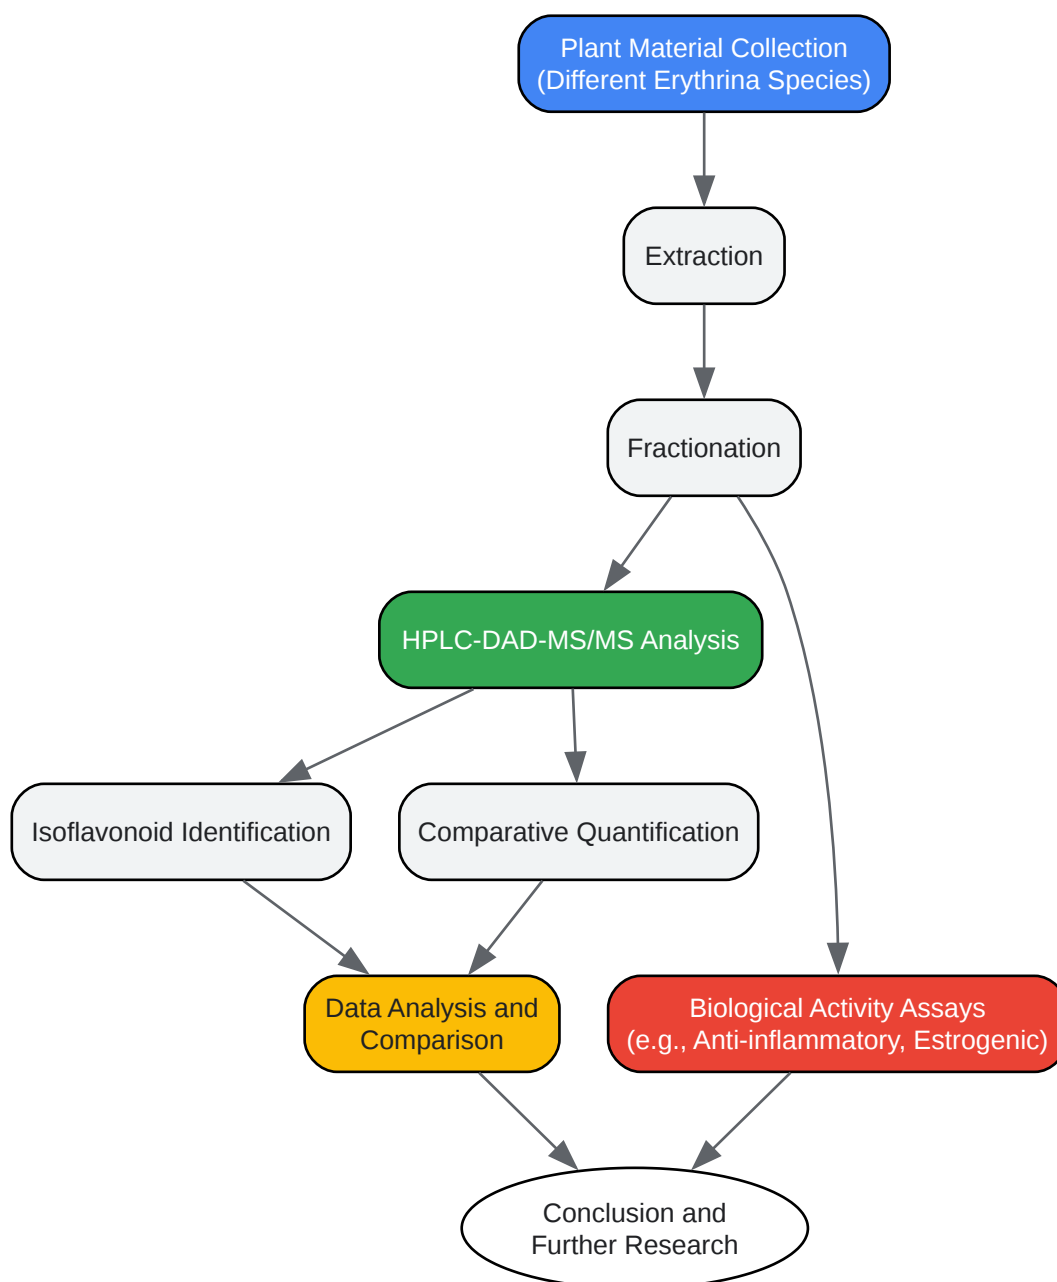 Plant Material Collection
(Different Erythrina Species)
Extraction
Fractionation
HPLC-DAD-MS/MS Analysis
Isoflavonoid Identification
Comparative Quantification
Data Analysis and
Comparison
Biological Activity Assays
(e.g., Anti-inflammatory, Estrogenic)
Conclusion and
Further Research